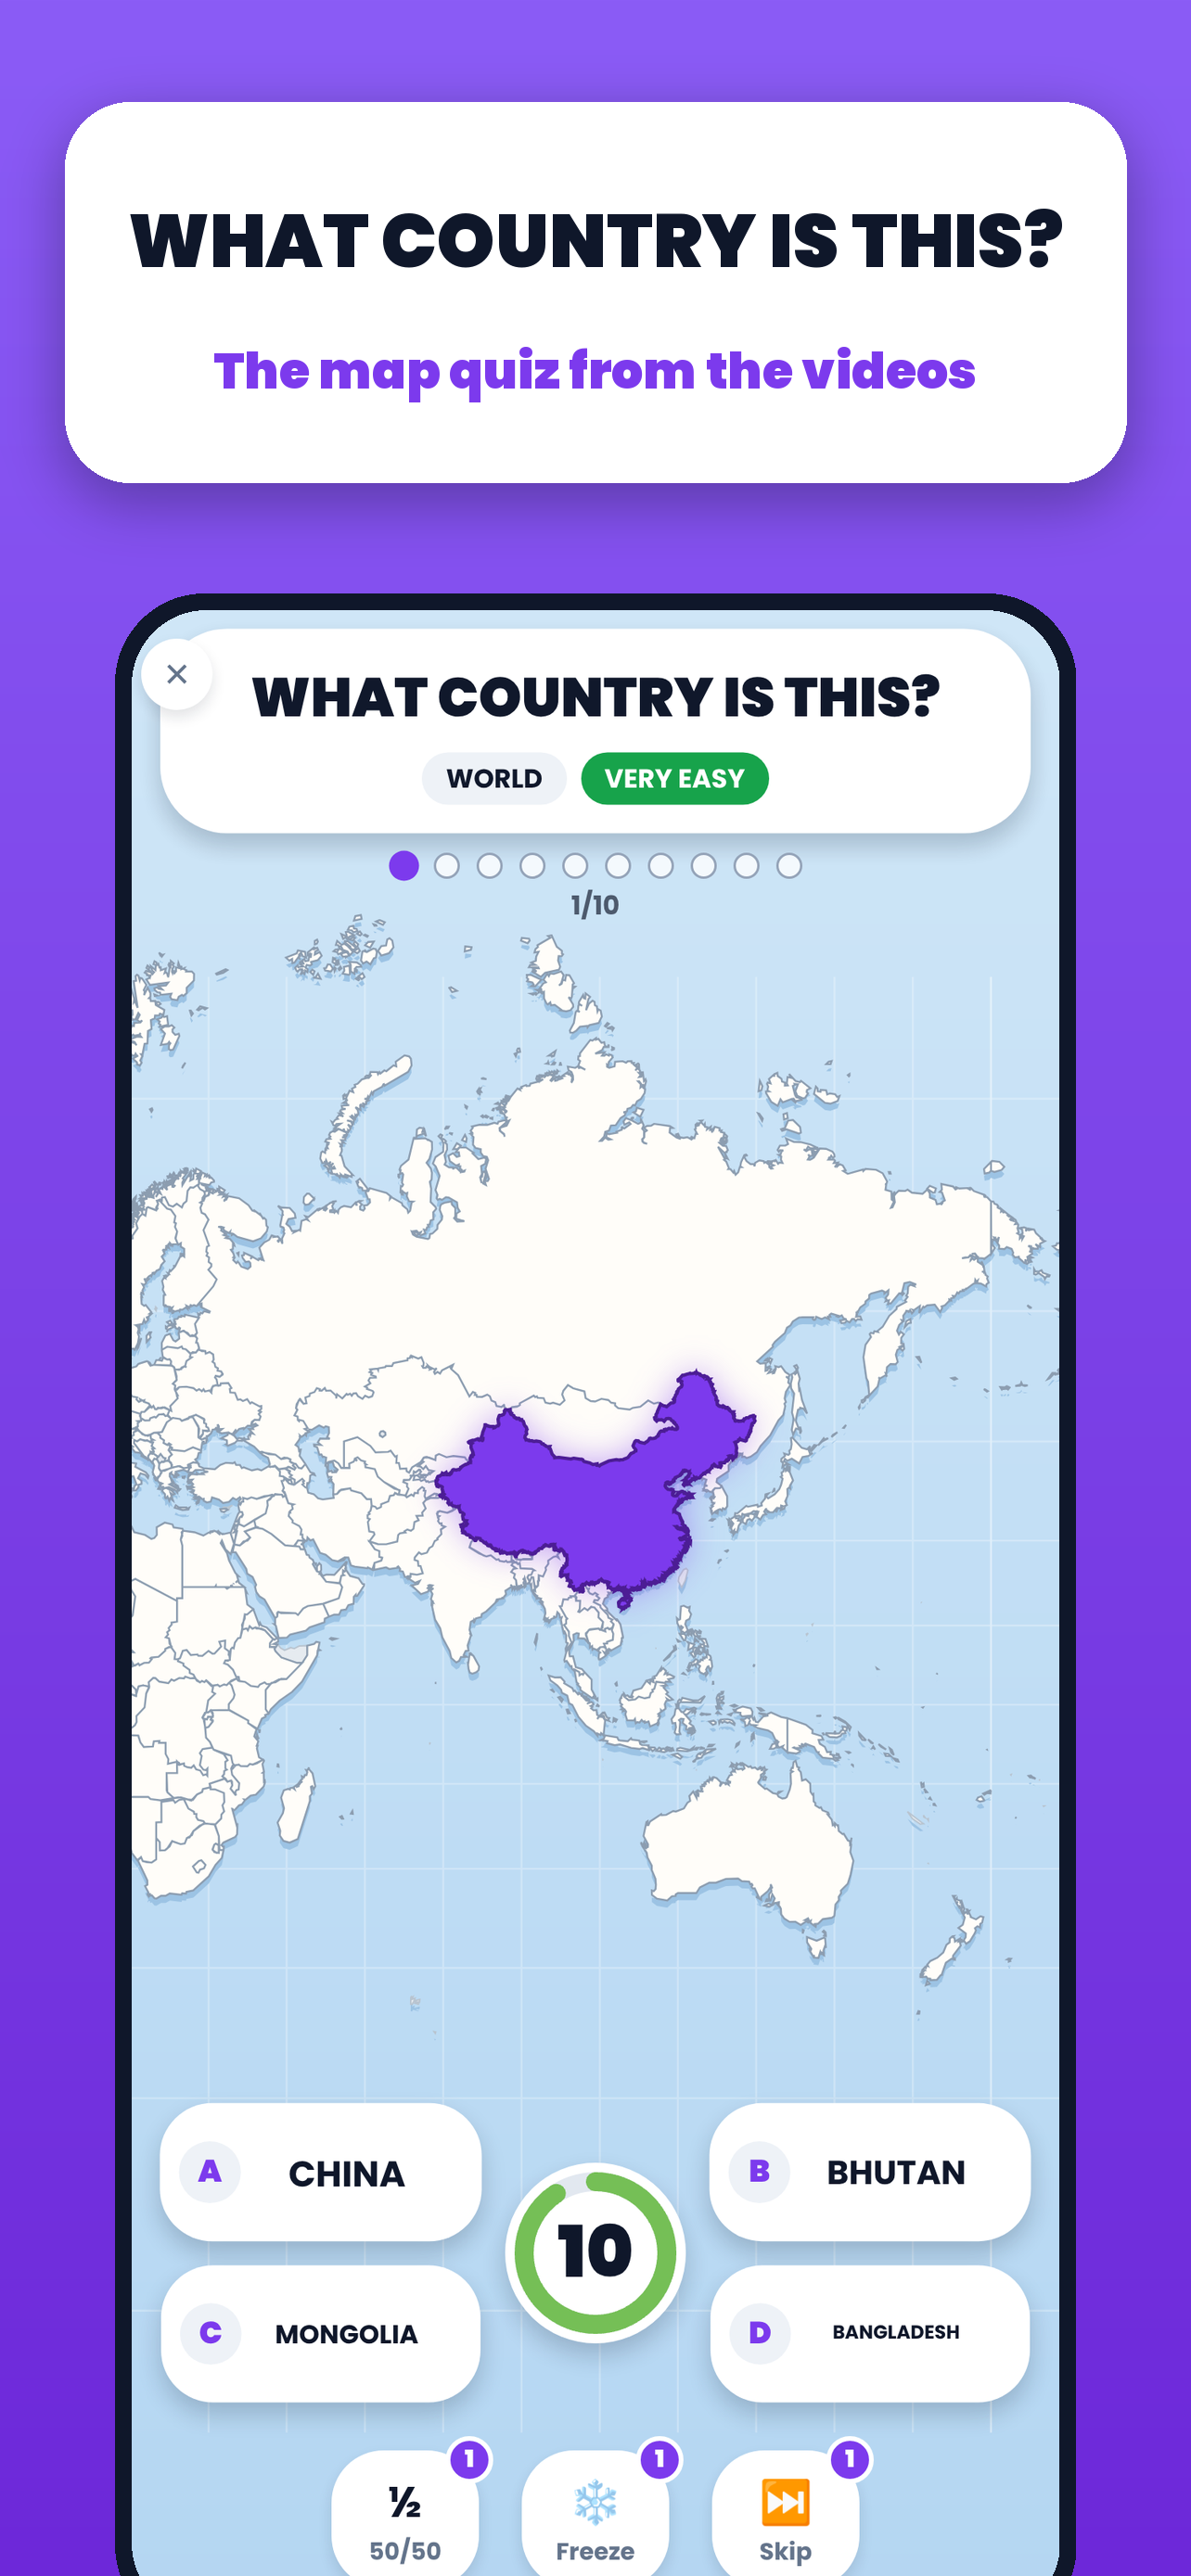 WHAT COUNTRY IS THIS?
The map quiz from the videos
×
WHAT COUNTRY IS THIS?
WORLD VERY EASY
1/10
A CHINA
B BHUTAN
10
C MONGOLIA
D BANGLADESH
1 1 1
½
50/50 Freeze Skip